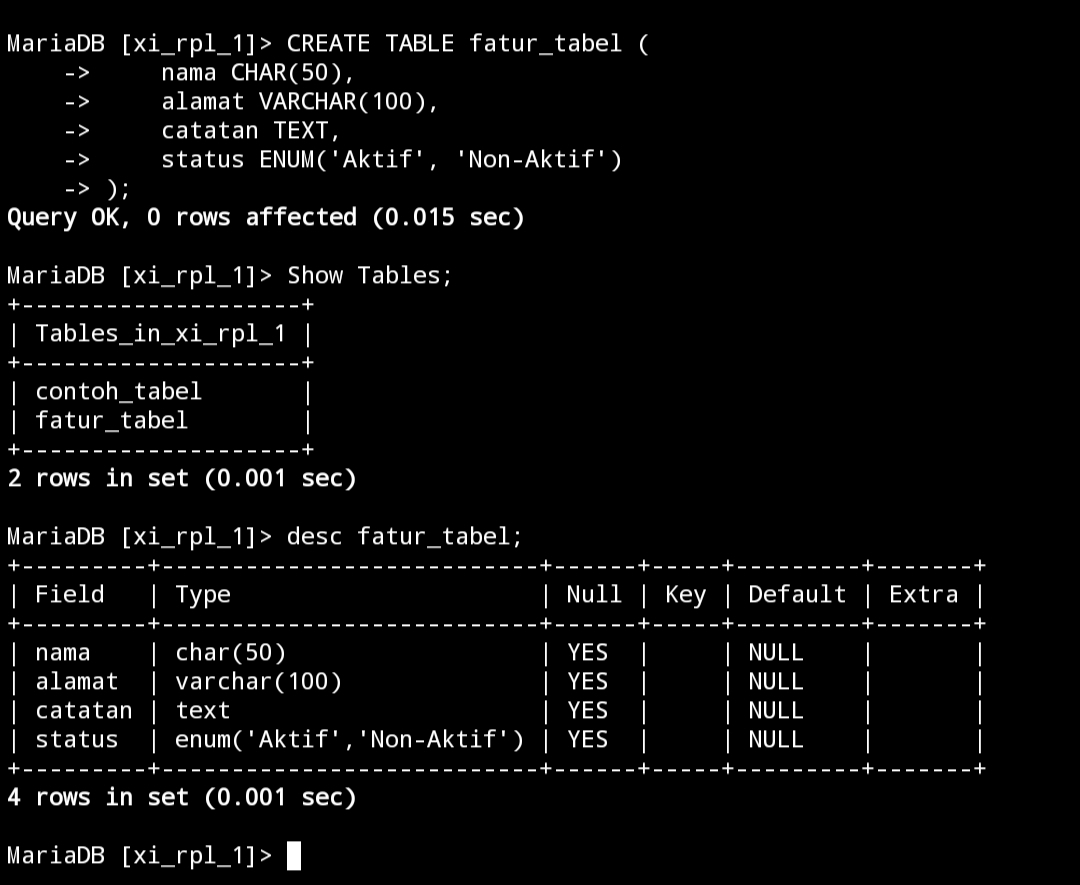 MariaDB [xi_rpl_1]> CREATE TABLE fatur_tabel (
    ->     nama CHAR(50),
    ->     alamat VARCHAR(100),
    ->     catatan TEXT,
    ->     status ENUM('Aktif', 'Non-Aktif')
    -> );
Query OK, 0 rows affected (0.015 sec)

MariaDB [xi_rpl_1]> Show Tables;
+--------------------+
| Tables_in_xi_rpl_1 |
+--------------------+
| contoh_tabel       |
| fatur_tabel        |
+--------------------+
2 rows in set (0.001 sec)

MariaDB [xi_rpl_1]> desc fatur_tabel;
+---------+---------------------------+------+-----+---------+-------+
| Field   | Type                      | Null | Key | Default | Extra |
+---------+---------------------------+------+-----+---------+-------+
| nama    | char(50)                  | YES  |     | NULL    |       |
| alamat  | varchar(100)              | YES  |     | NULL    |       |
| catatan | text                      | YES  |     | NULL    |       |
| status  | enum('Aktif','Non-Aktif') | YES  |     | NULL    |       |
+---------+---------------------------+------+-----+---------+-------+
4 rows in set (0.001 sec)

MariaDB [xi_rpl_1]>